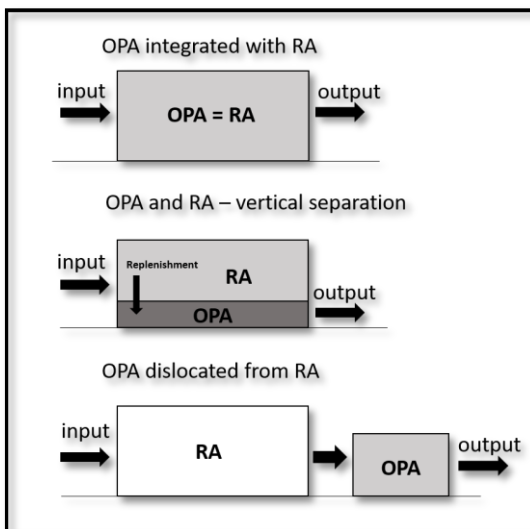 OPA integrated with RA
input
output
OPA = RA
OPA and RA – vertical separation
input
Replenishment
RA
OPA
output
OPA dislocated from RA
input
RA
OPA
output